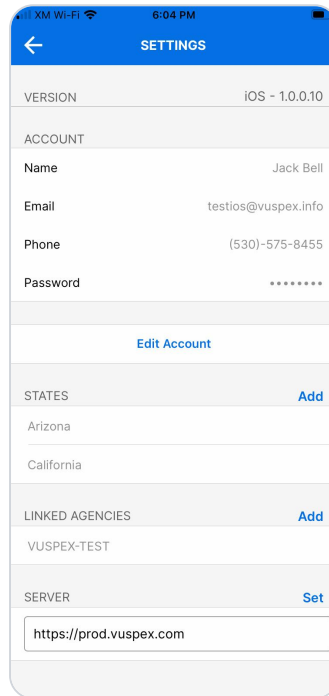 XM Wi-Fi 6:04 PM
SETTINGS
VERSION iOS - 1.0.0.10
ACCOUNT
Name Jack Bell
Email testios@vuspex.info
Phone (530)-575-8455
Password ••••••••
Edit Account
STATES Add
Arizona
California
LINKED AGENCIES Add
VUSPEX-TEST
SERVER Set
https://prod.vuspex.com